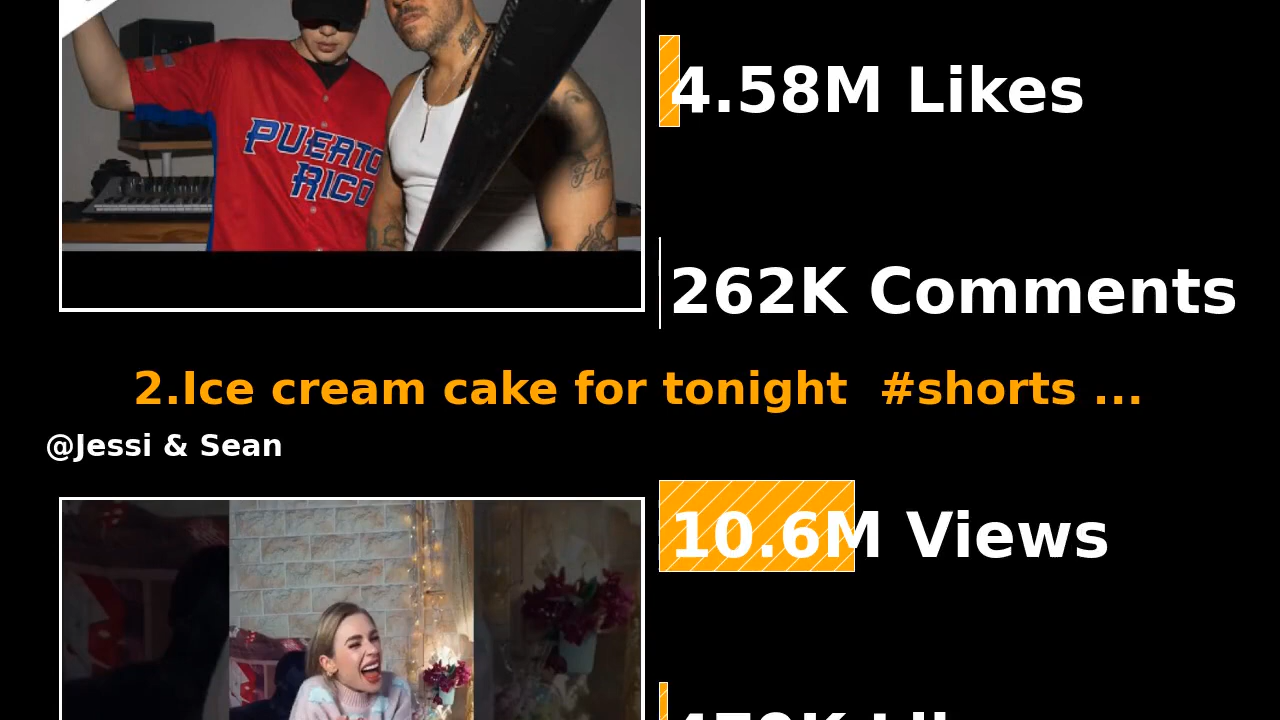 PUERTO
RICO
4.58M Likes
262K Comments
2.Ice cream cake for tonight  #shorts ...
@Jessi & Sean
10.6M Views